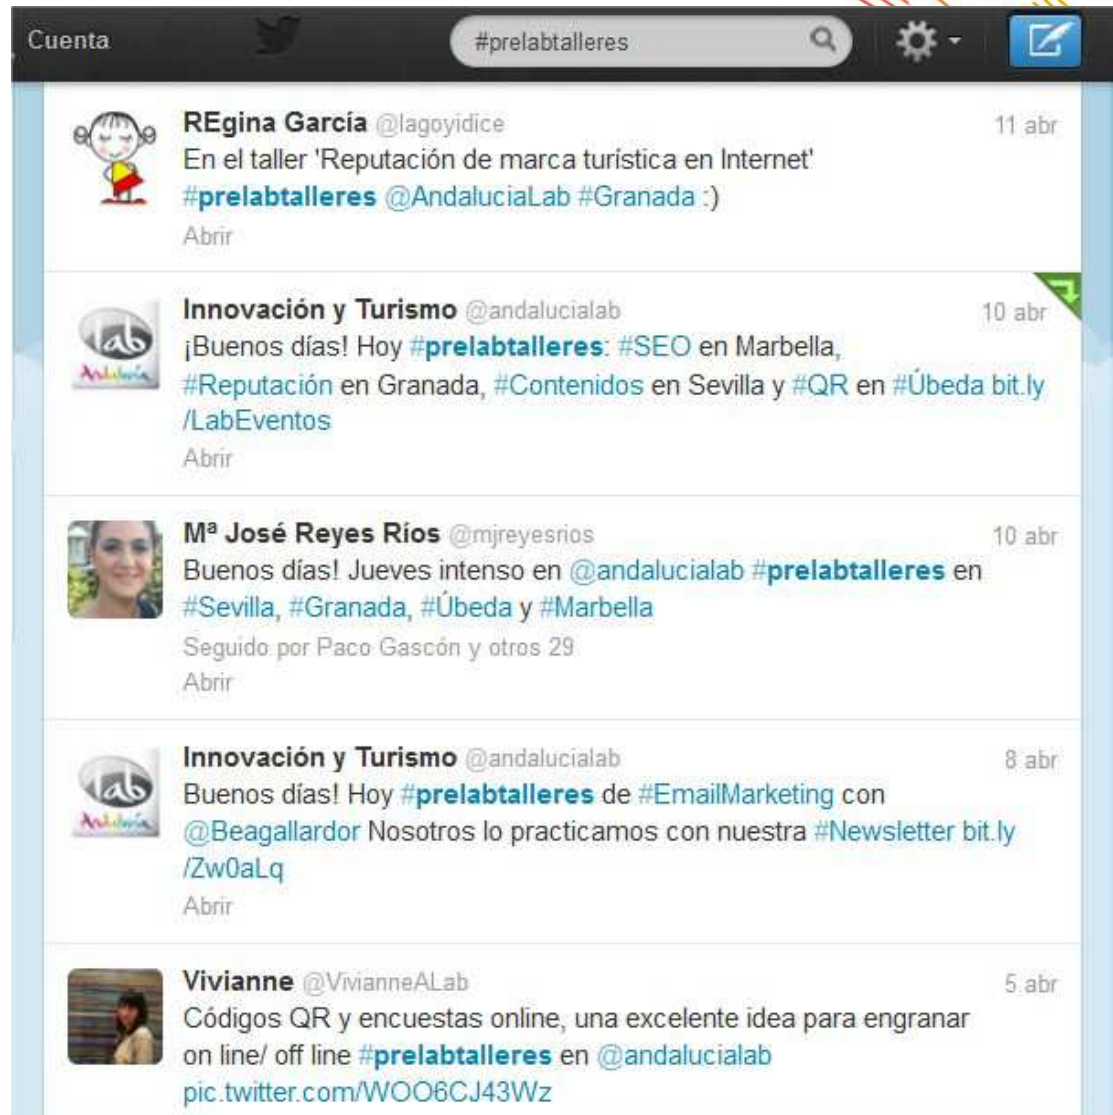 Cuenta
#prelabtalleres
REgina García @lagoyidice 11 abr
En el taller 'Reputación de marca turística en Internet'
#prelabtalleres @AndaluciaLab #Granada :)
Abrir
Innovación y Turismo @andalucialab 10 abr
lab
Andalucía
¡Buenos días! Hoy #prelabtalleres: #SEO en Marbella,
#Reputación en Granada, #Contenidos en Sevilla y #QR en #Úbeda bit.ly
/LabEventos
Abrir
Mª José Reyes Ríos @mjreyesrios 10 abr
Buenos días! Jueves intenso en @andalucialab #prelabtalleres en
#Sevilla, #Granada, #Úbeda y #Marbella
Seguido por Paco Gascón y otros 29
Abrir
Innovación y Turismo @andalucialab 8 abr
lab
Andalucía
Buenos días! Hoy #prelabtalleres de #EmailMarketing con
@Beagallardor Nosotros lo practicamos con nuestra #Newsletter bit.ly
/Zw0aLq
Abrir
Vivianne @VivianneALab 5 abr
Códigos QR y encuestas online, una excelente idea para engranar
on line/ off line #prelabtalleres en @andalucialab
pic.twitter.com/WOO6CJ43Wz